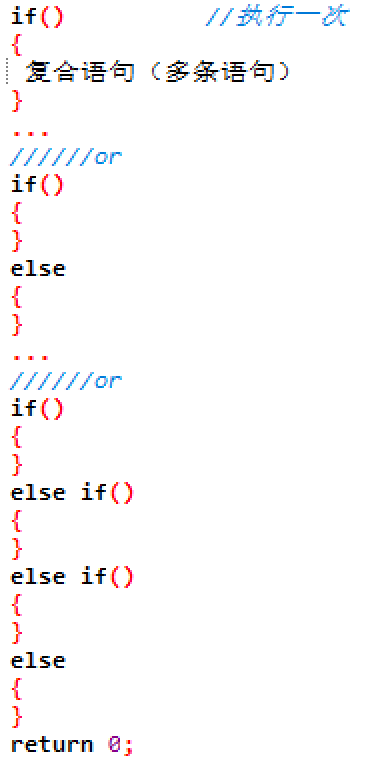 if()          //执行一次
{
 复合语句（多条语句）
}
...
//////or
if()
{
}
else
{
}
...
//////or
if()
{
}
else if()
{
}
else if()
{
}
else
{
}
return 0;